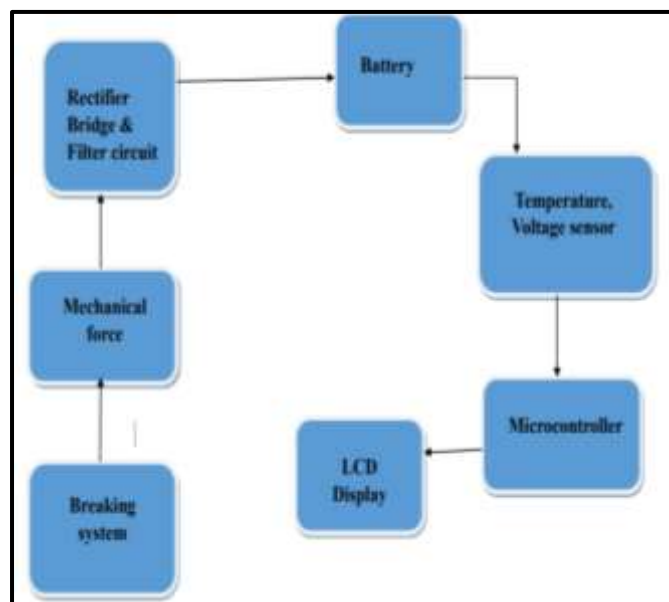 Breaking
system
Mechanical
force
Rectifier
Bridge &
Filter circuit
Battery
Temperature,
Voltage sensor
Microcontroller
LCD
Display